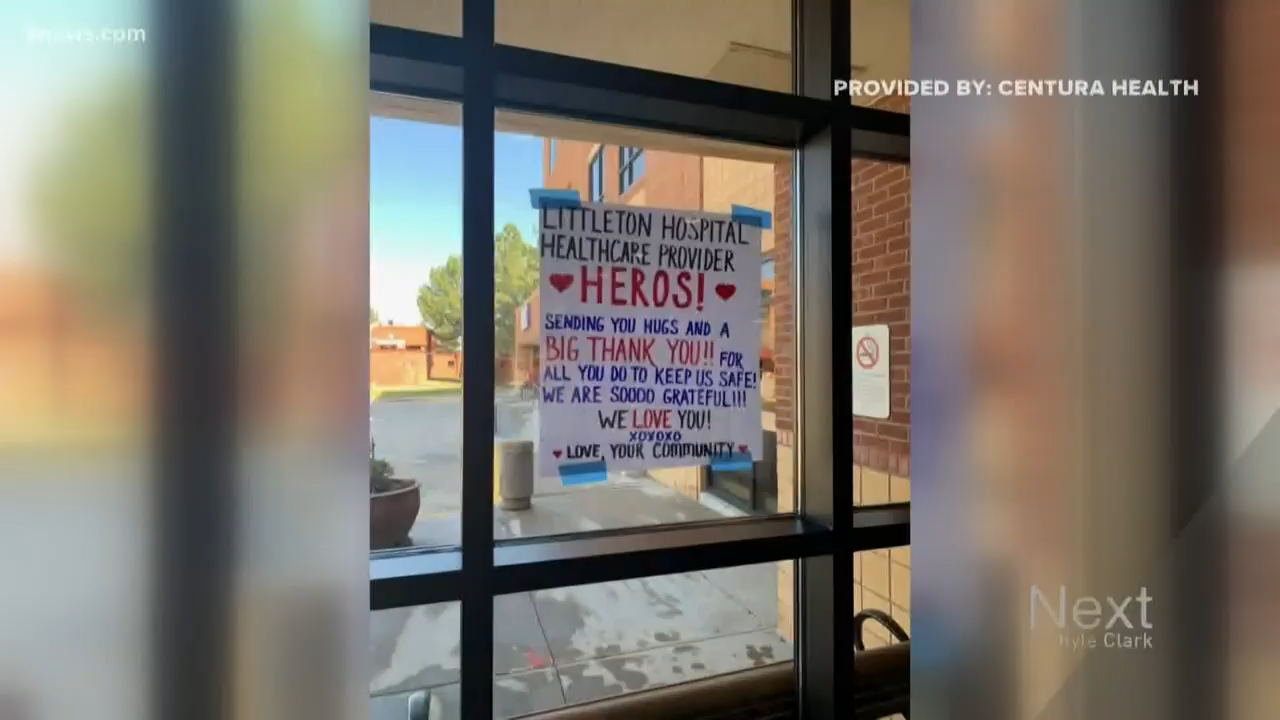 9news.com
PROVIDED BY: CENTURA HEALTH
LITTLETON HOSPITAL
HEALTHCARE PROVIDER
HEROS!
SENDING YOU HUGS AND A
BIG THANK YOU!! FOR
ALL YOU DO TO KEEP US SAFE!
WE ARE SOOOO GRATEFUL!!!
WE LOVE YOU!
XOXOXO
LOVE, YOUR COMMUNITY
Next
Kyle Clark